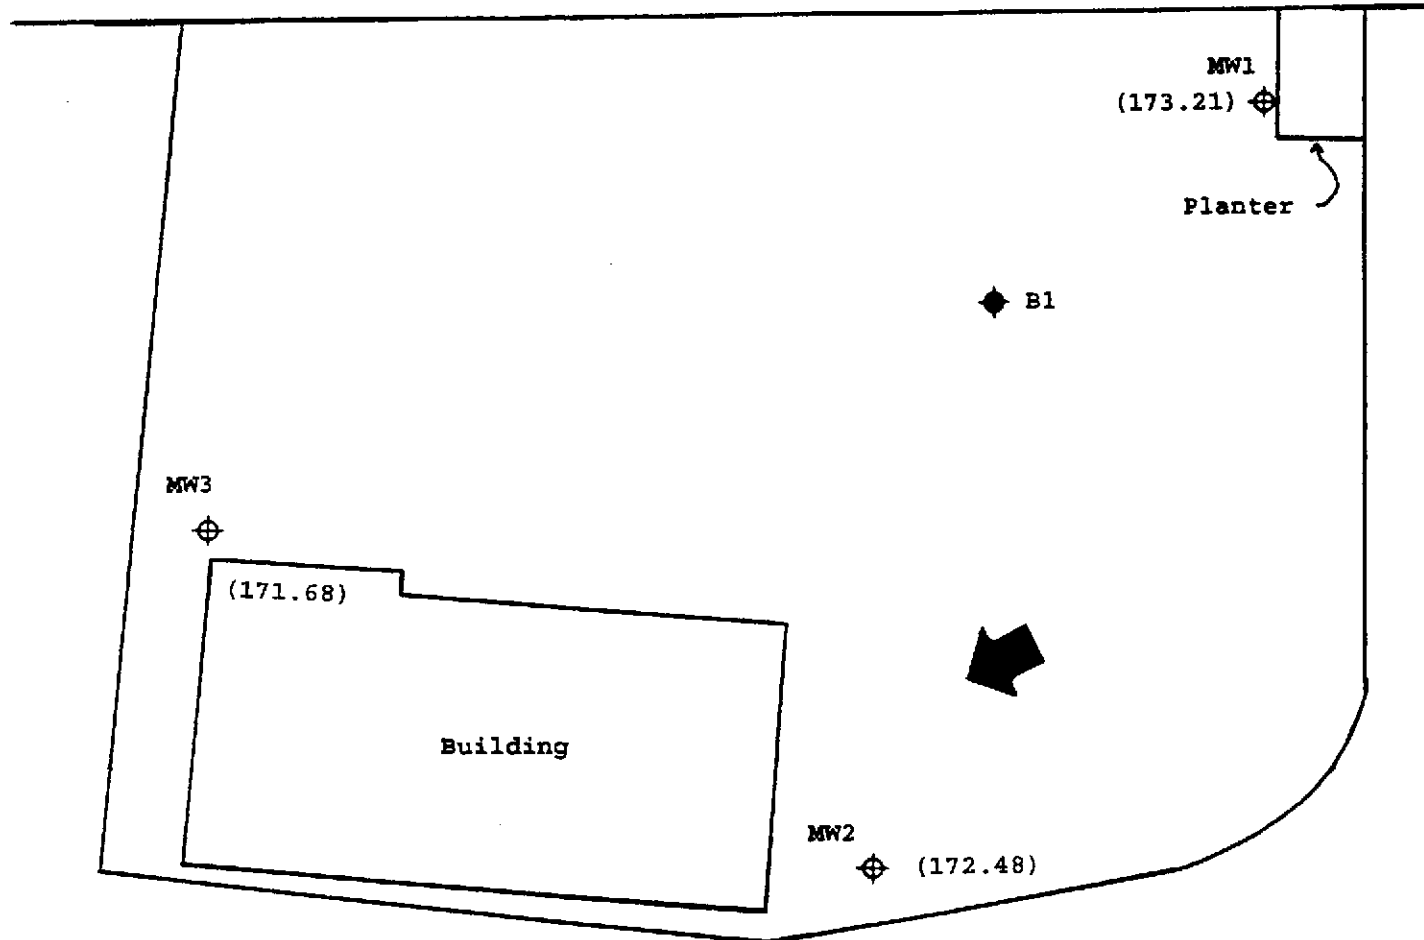 MW1
(173.21)
Planter
B1
MW3
(171.68)
Building
MW2
(172.48)